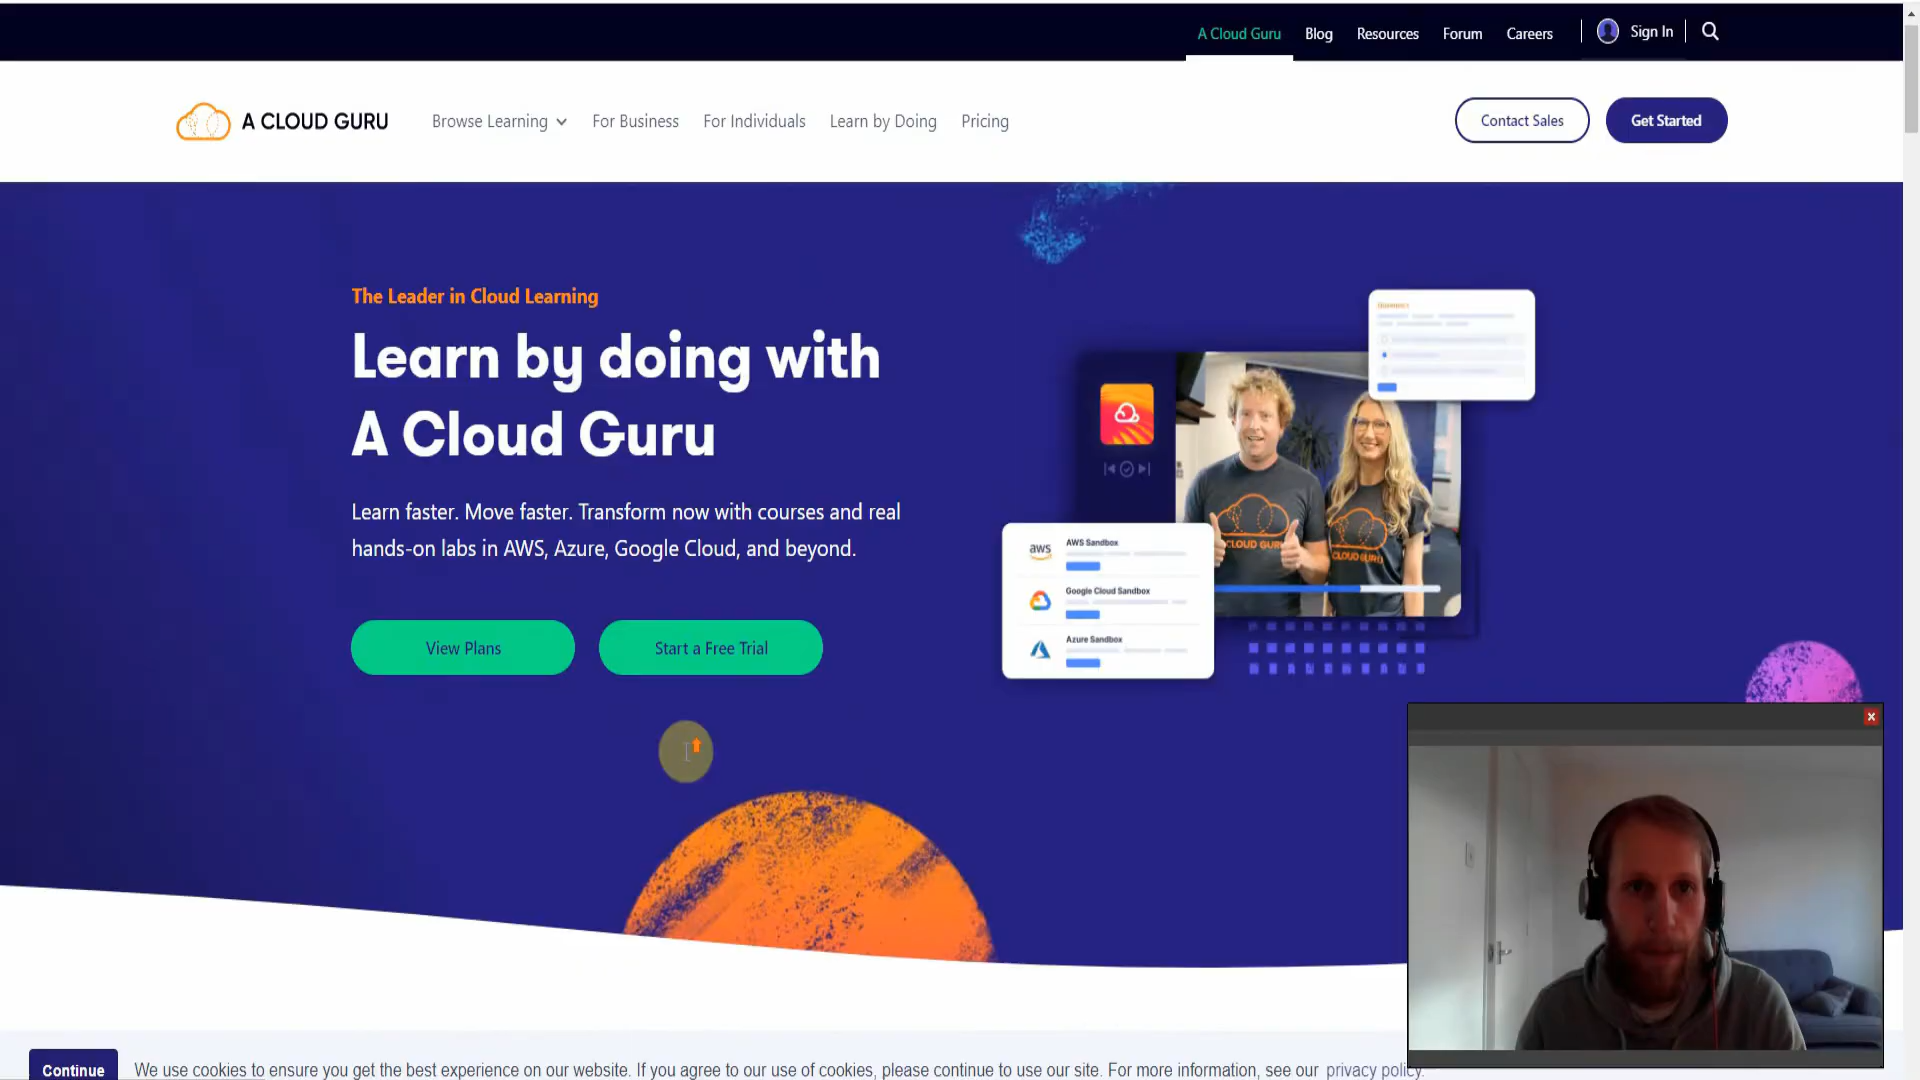 A Cloud Guru
Blog
Resources
Forum
Careers
Sign In
A CLOUD GURU
Browse Learning
For Business
For Individuals
Learn by Doing
Pricing
Contact Sales
Get Started
The Leader in Cloud Learning
Learn by doing with
A Cloud Guru
Learn faster. Move faster. Transform now with courses and real
hands-on labs in AWS, Azure, Google Cloud, and beyond.
View Plans
Start a Free Trial
aws
AWS Sandbox
Google Cloud Sandbox
Azure Sandbox
CLOUD GURU
CLOUD GURU
Continue
We use cookies to ensure you get the best experience on our website. If you agree to our use of cookies, please continue to use our site. For more information, see our privacy policy.